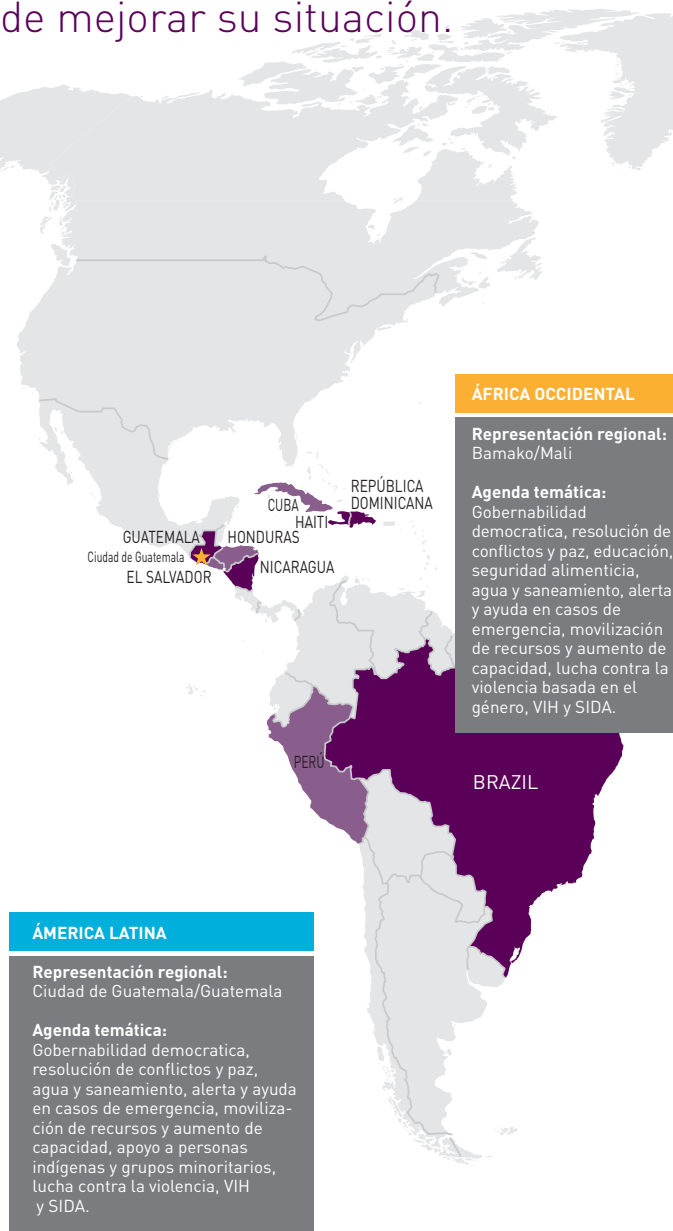 de mejorar su situación.
ÁFRICA OCCIDENTAL
Representación regional:
Bamako/Mali
Agenda temática:
Gobernabilidad
democratica, resolución de
conflictos y paz, educación,
seguridad alimenticia,
agua y saneamiento, alerta
y ayuda en casos de
emergencia, movilización
de recursos y aumento de
capacidad, lucha contra la
violencia basada en el
género, VIH y SIDA.
CUBA
REPÚBLICA
DOMINICANA
HAITI
GUATEMALA
HONDURAS
Ciudad de Guatemala
EL SALVADOR
NICARAGUA
PERÚ
BRAZIL
ÁMERICA LATINA
Representación regional:
Ciudad de Guatemala/Guatemala
Agenda temática:
Gobernabilidad democratica,
resolución de conflictos y paz,
agua y saneamiento, alerta y ayuda
en casos de emergencia, moviliza-
ción de recursos y aumento de
capacidad, apoyo a personas
indígenas y grupos minoritarios,
lucha contra la violencia, VIH
y SIDA.